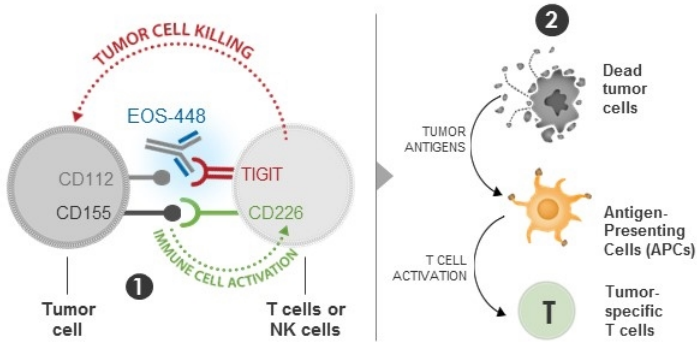 TUMOR CELL KILLING
EOS-448
CD112
TIGIT
CD155
CD226
IMMUNE CELL ACTIVATION
1
Tumor
cell
T cells or
NK cells
2
Dead
tumor
cells
TUMOR
ANTIGENS
Antigen-
Presenting
Cells (APCs)
T CELL
ACTIVATION
T
Tumor-
specific
T cells